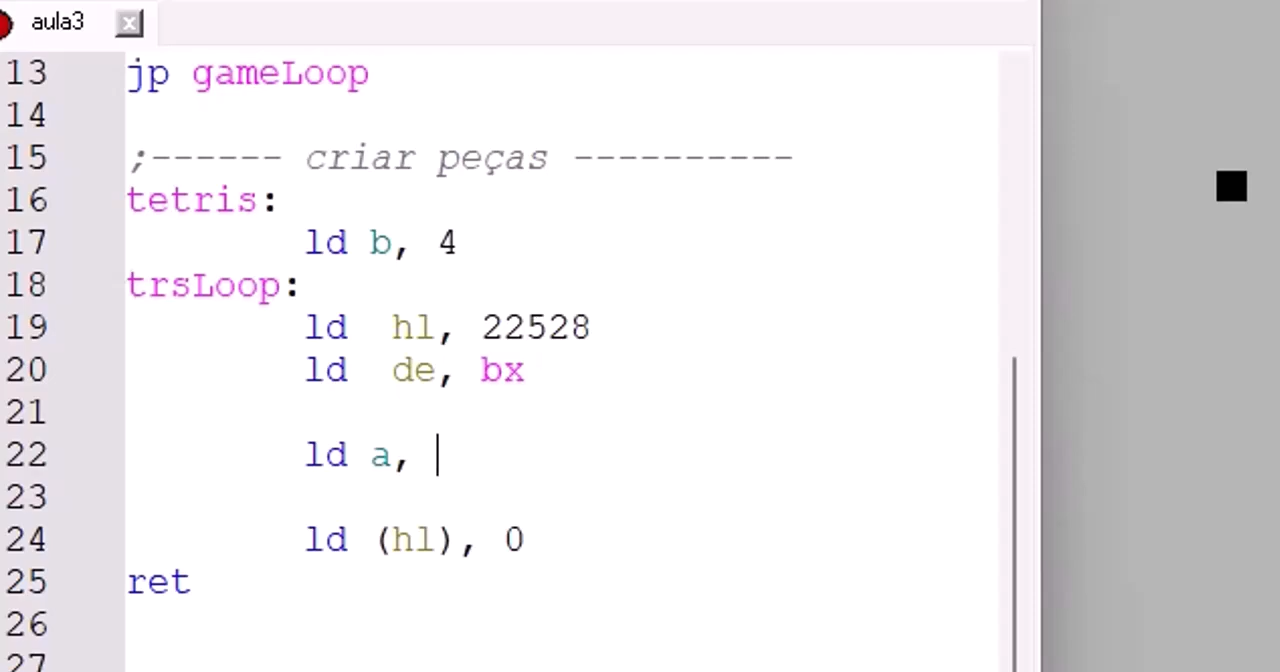 aula3
13 jp gameLoop
14
15 ;------ criar peças ----------
16 tetris:
17 ld b, 4
18 trsLoop:
19 ld hl, 22528
20 ld de, bx
21
22 ld a,
23
24 ld (hl), 0
25 ret
26
27